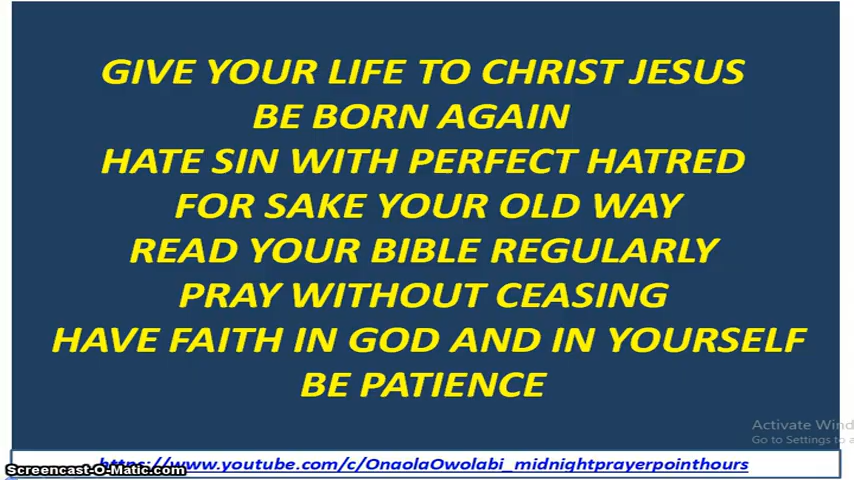 GIVE YOUR LIFE TO CHRIST JESUS
BE BORN AGAIN
HATE SIN WITH PERFECT HATRED
FOR SAKE YOUR OLD WAY
READ YOUR BIBLE REGULARLY
PRAY WITHOUT CEASING
HAVE FAITH IN GOD AND IN YOURSELF
BE PATIENCE
Activate Wind
Go to Settings to a
https://www.youtube.com/c/OnaolaOwolabi_midnightprayerpointhours
Screencast-O-Matic.com